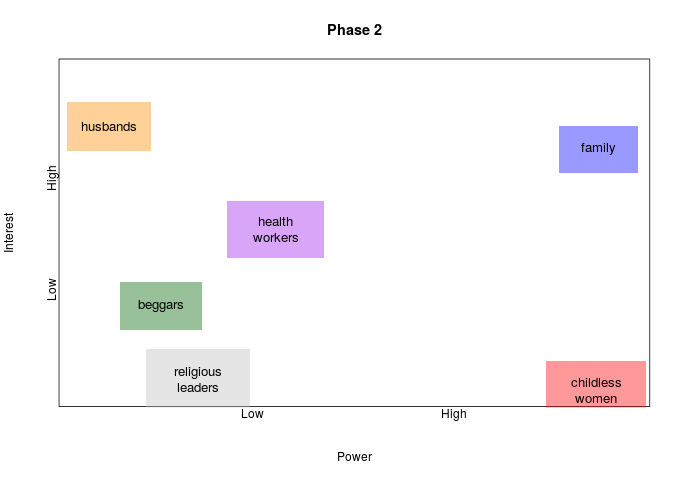 Phase 2
husbands
family
High
health
workers
Interest
Low
beggars
religious
leaders
childless
women
Low
High
Power